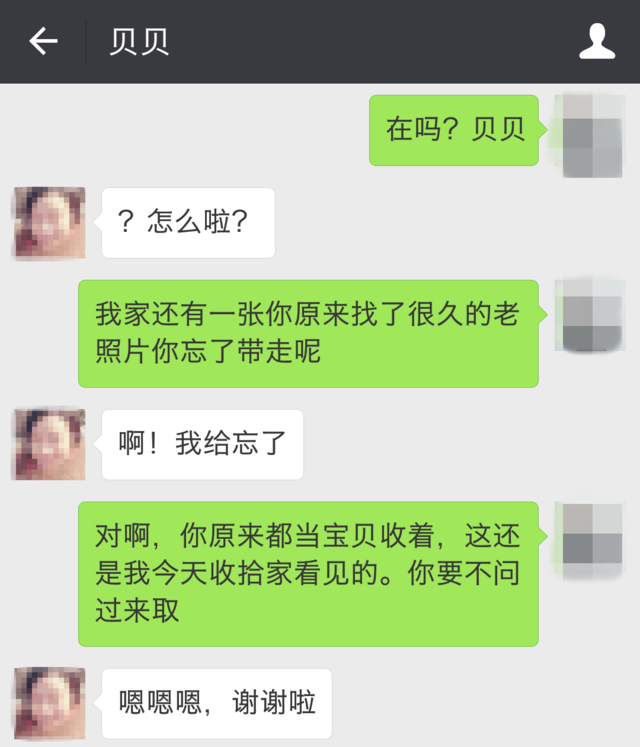 贝贝
在吗？贝贝
？怎么啦？
我家还有一张你原来找了很久的老
照片你忘了带走呢
啊！我给忘了
对啊，你原来都当宝贝收着，这还
是我今天收拾家看见的。你要不问
过来取
嗯嗯嗯，谢谢啦